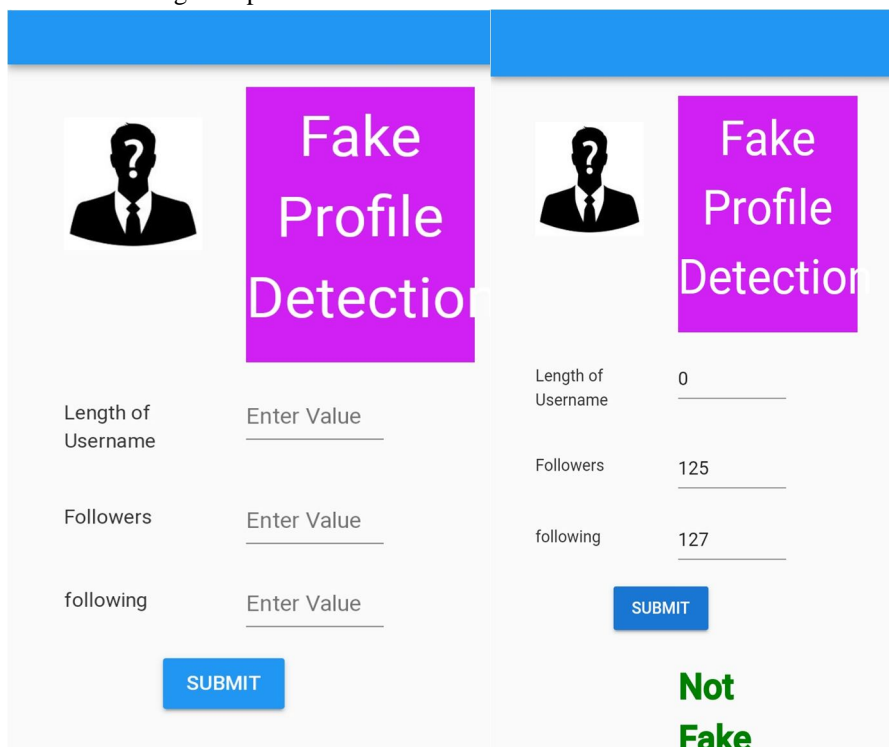 ?
Fake
Profile
Detection
Length of
Username
Enter Value
Followers
Enter Value
following
Enter Value
SUBMIT
?
Fake
Profile
Detection
Length of
Username
0
Followers
125
following
127
SUBMIT
Not
Fake